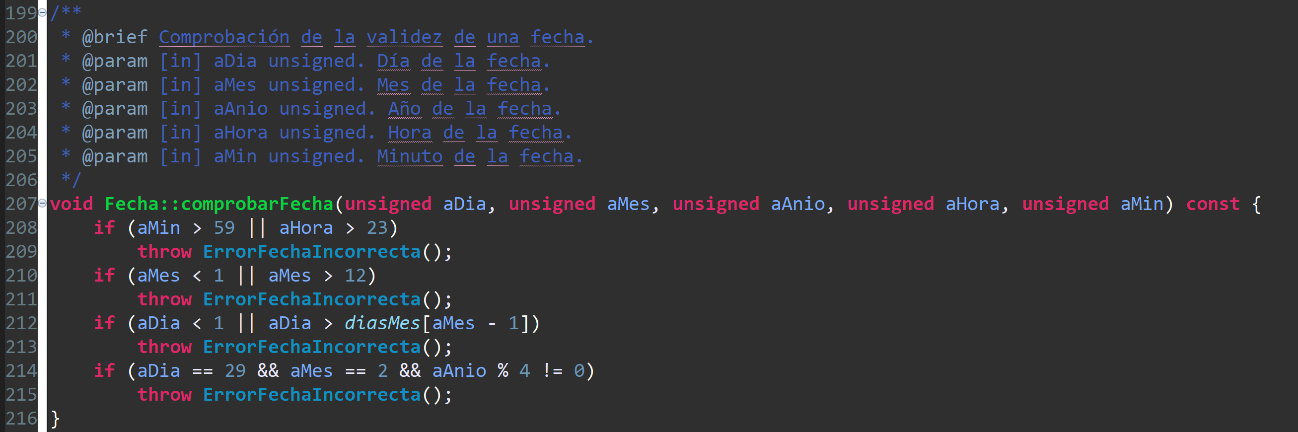 199 /**
200  * @brief Comprobación de la validez de una fecha.
201  * @param [in] aDia unsigned. Día de la fecha.
202  * @param [in] aMes unsigned. Mes de la fecha.
203  * @param [in] aAnio unsigned. Año de la fecha.
204  * @param [in] aHora unsigned. Hora de la fecha.
205  * @param [in] aMin unsigned. Minuto de la fecha.
206  */
207 void Fecha::comprobarFecha(unsigned aDia, unsigned aMes, unsigned aAnio, unsigned aHora, unsigned aMin) const {
208     if (aMin > 59 || aHora > 23)
209         throw ErrorFechaIncorrecta();
210     if (aMes < 1 || aMes > 12)
211         throw ErrorFechaIncorrecta();
212     if (aDia < 1 || aDia > diasMes[aMes - 1])
213         throw ErrorFechaIncorrecta();
214     if (aDia == 29 && aMes == 2 && aAnio % 4 != 0)
215         throw ErrorFechaIncorrecta();
216 }